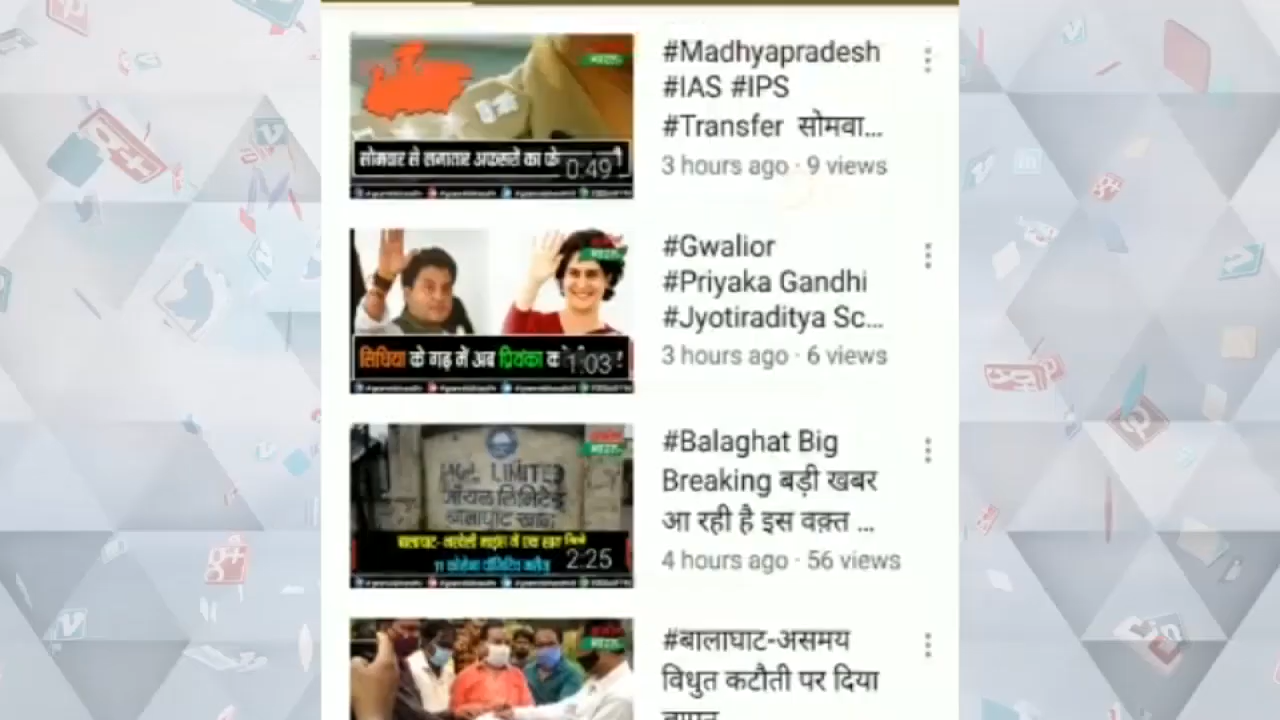 #Madhyapradesh
#IAS #IPS
#Transfer सोमवा...
3 hours ago · 9 views
सोमवार से लगातार अफसरों का
0:49
#Gwalior
#Priyaka Gandhi
#Jyotiraditya Sc...
3 hours ago · 6 views
सिंधिया के गढ़ में अब प्रियंका
1:03
#Balaghat Big
Breaking बड़ी खबर
आ रही है इस वक़्त ...
4 hours ago · 56 views
LIMITED
लिमिटेड
2:25
#बालाघाट-असमय
विधुत कटौती पर दिया